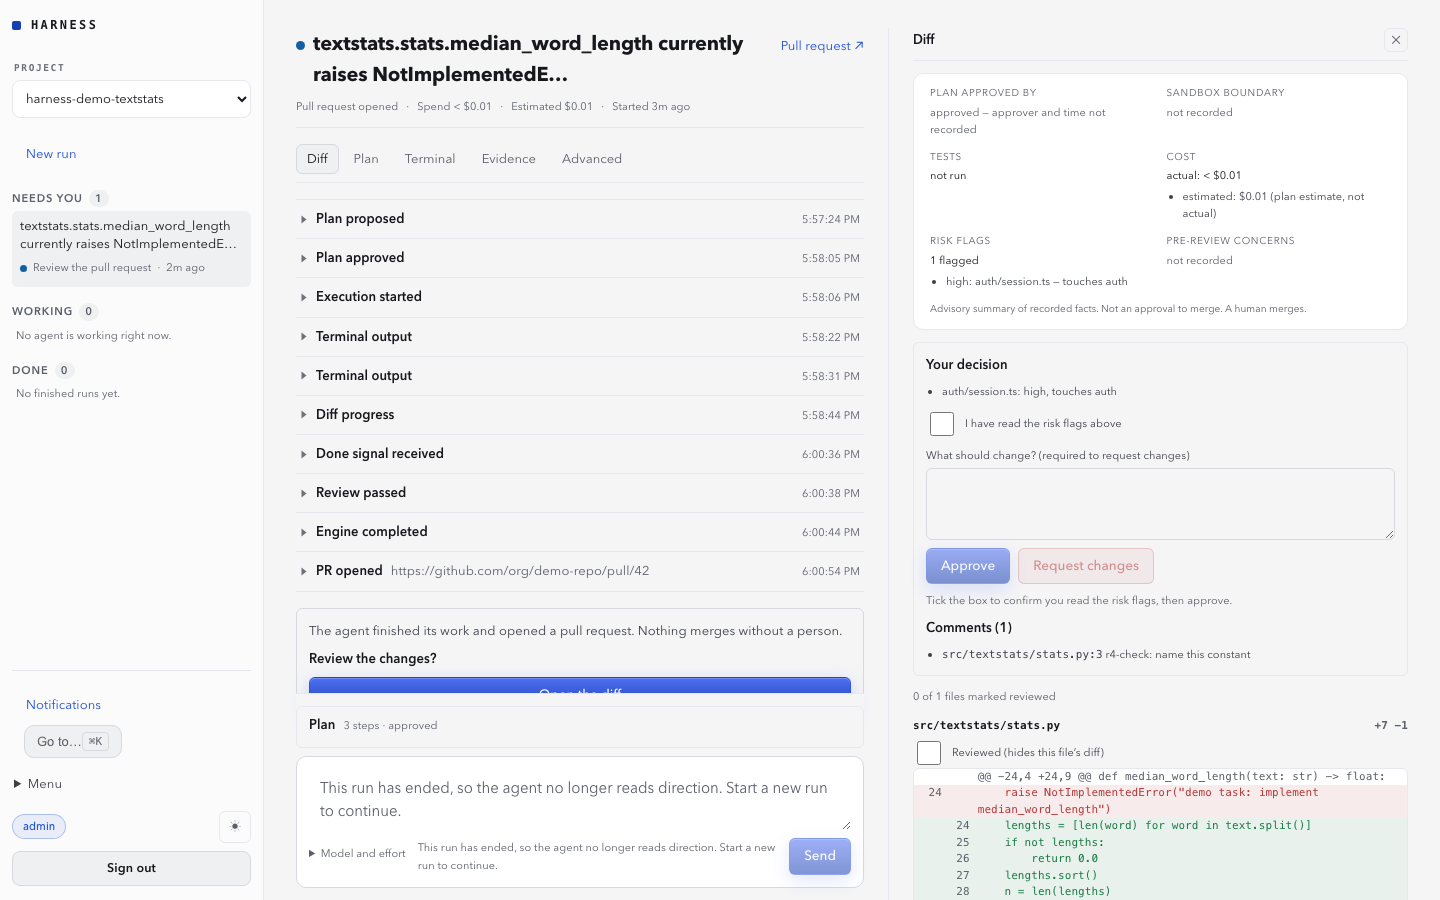 HARNESS
PROJECT
harness-demo-textstats
New run
NEEDS YOU 1
textstats.stats.median_word_length
currently raises NotImplementedE...
Review the pull request · 2m ago
WORKING 0
No agent is working right now.
DONE 0
No finished runs yet.
Notifications
Go to... ⌘K
Menu
admin
Sign out
textstats.stats.median_word_length currently
raises NotImplementedE...
Pull request ↗
Pull request opened · Spend < $0.01 · Estimated $0.01 · Started 3m ago
Diff Plan Terminal Evidence Advanced
Plan proposed 5:57:24 PM
Plan approved 5:58:05 PM
Execution started 5:58:06 PM
Terminal output 5:58:22 PM
Terminal output 5:58:31 PM
Diff progress 5:58:44 PM
Done signal received 6:00:36 PM
Review passed 6:00:38 PM
Engine completed 6:00:44 PM
PR opened https://github.com/org/demo-repo/pull/42 6:00:54 PM
The agent finished its work and opened a pull request. Nothing merges without a person.
Review the changes?
Open the diff
Plan 3 steps · approved
This run has ended, so the agent no longer reads direction. Start a new run
to continue.
Model and effort
This run has ended, so the agent no longer reads direction. Start a new
run to continue.
Send
Diff
PLAN APPROVED BY
approved — approver and time not
recorded
SANDBOX BOUNDARY
not recorded
TESTS
not run
COST
actual: < $0.01
estimated: $0.01 (plan estimate, not
actual)
RISK FLAGS
1 flagged
high: auth/session.ts — touches auth
PRE-REVIEW CONCERNS
not recorded
Advisory summary of recorded facts. Not an approval to merge. A human merges.
Your decision
auth/session.ts: high, touches auth
I have read the risk flags above
What should change? (required to request changes)
Approve
Request changes
Tick the box to confirm you read the risk flags, then approve.
Comments (1)
src/textstats/stats.py:3 r4-check: name this constant
0 of 1 files marked reviewed
src/textstats/stats.py +7 −1
Reviewed (hides this file's diff)
@@ −24,4 +24,9 @@ def median_word_length(text: str) −> float:
24 raise NotImplementedError("demo task: implement
median_word_length")
24 lengths = [len(word) for word in text.split()]
25 if not lengths:
26 return 0.0
27 lengths.sort()
28 n = len(lengths)